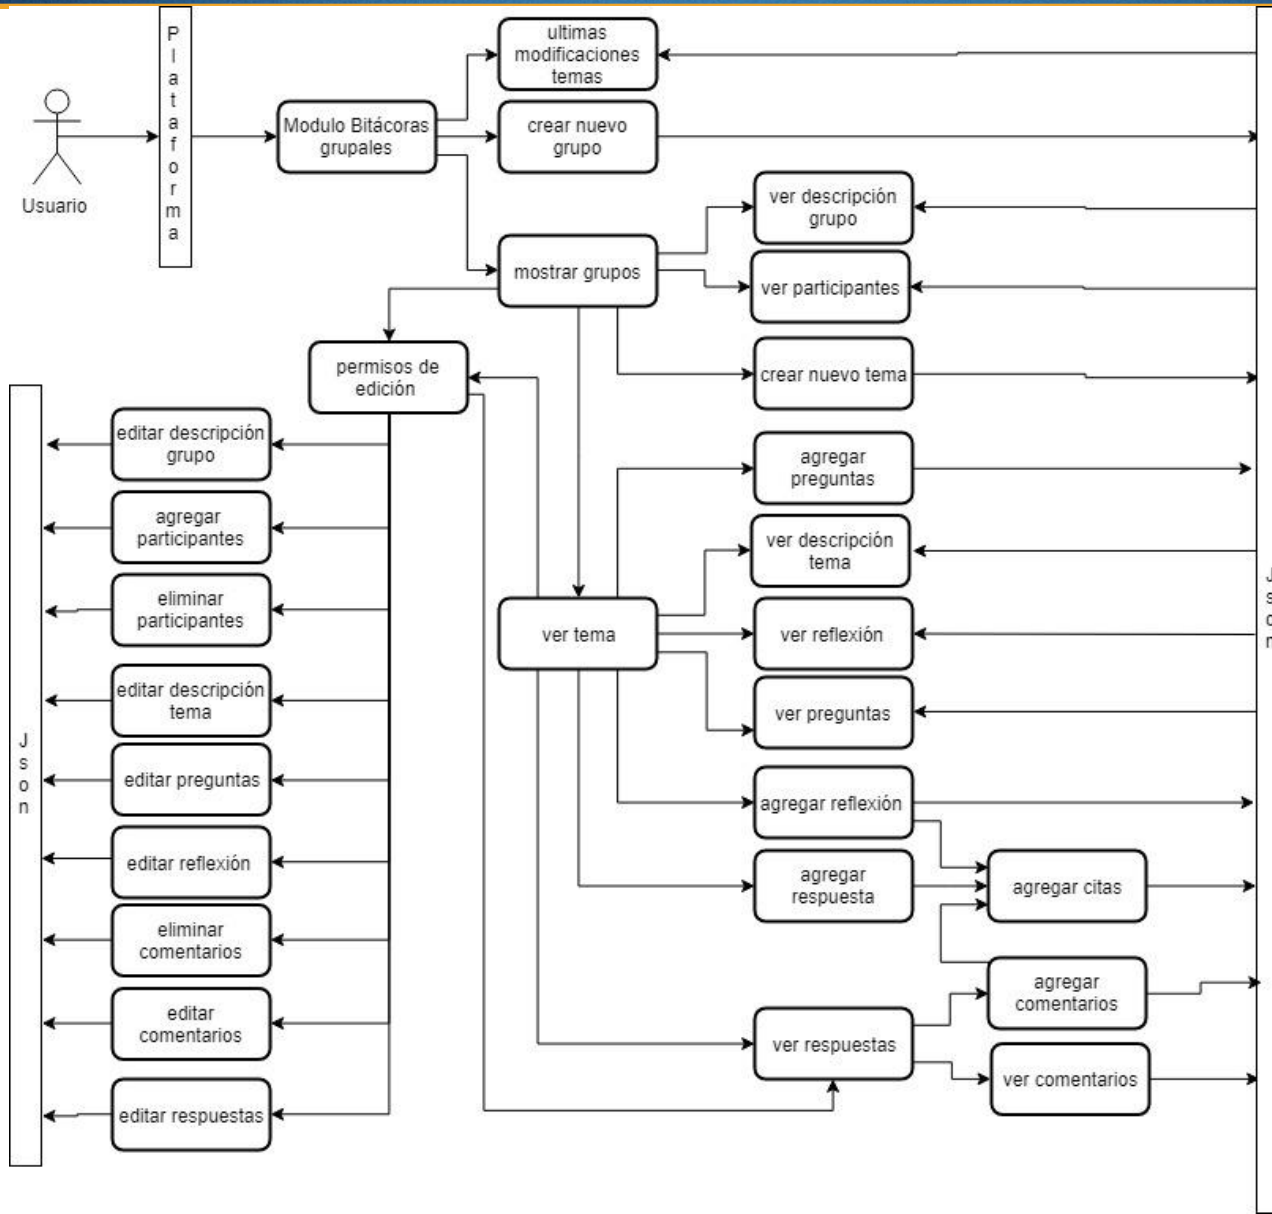 Plataforma
ultimas
modificaciones
temas
Modulo Bitácoras
grupales
crear nuevo
grupo
Usuario
ver descripción
grupo
mostrar grupos
ver participantes
permisos de
edición
crear nuevo tema
editar descripción
grupo
agregar
preguntas
agregar
participantes
ver descripción
tema
eliminar
participantes
ver tema
ver reflexión
Json
editar descripción
tema
ver preguntas
Json
editar preguntas
agregar reflexión
editar reflexión
agregar
respuesta
agregar citas
eliminar
comentarios
agregar
comentarios
editar
comentarios
ver respuestas
ver comentarios
editar respuestas